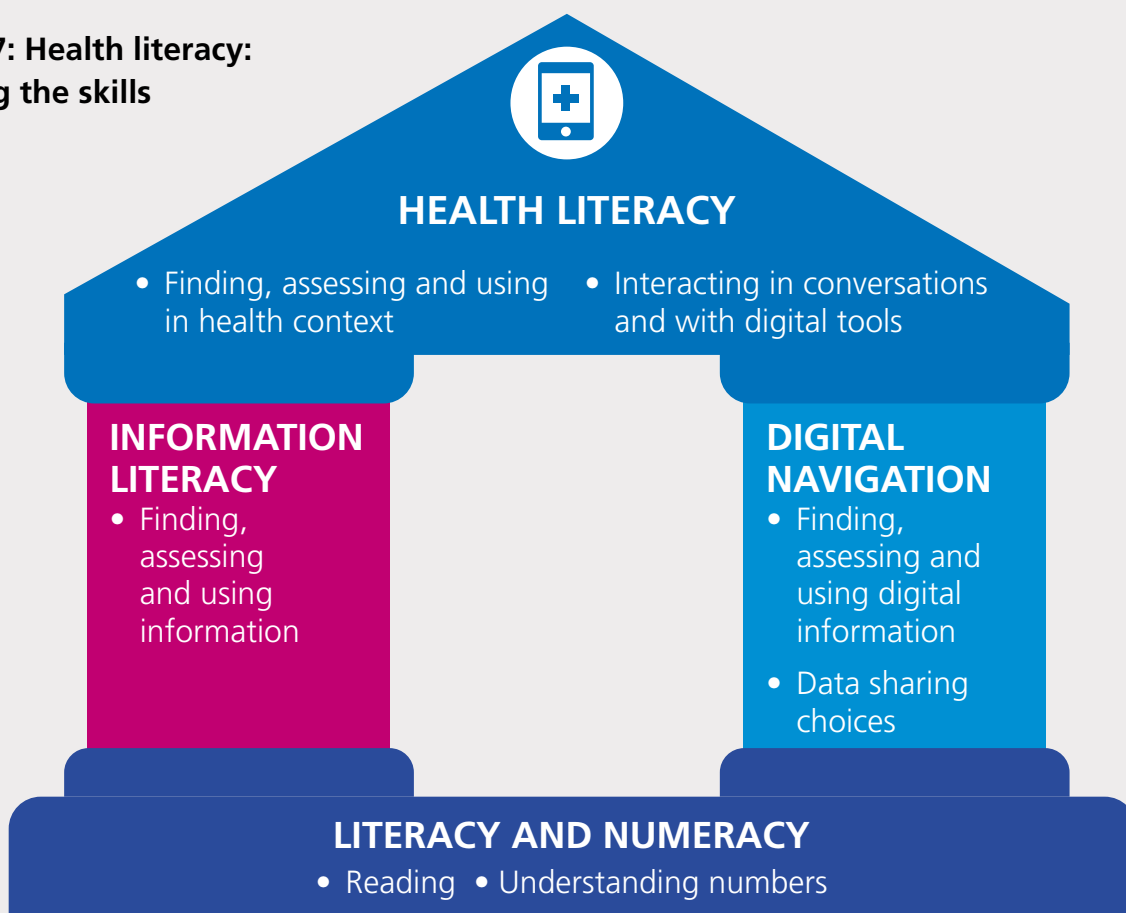 7: Health literacy:
g the skills
HEALTH LITERACY
• Finding, assessing and using
in health context
• Interacting in conversations
and with digital tools
INFORMATION
LITERACY
• Finding,
assessing
and using
information
DIGITAL
NAVIGATION
• Finding,
assessing and
using digital
information
• Data sharing
choices
LITERACY AND NUMERACY
• Reading • Understanding numbers